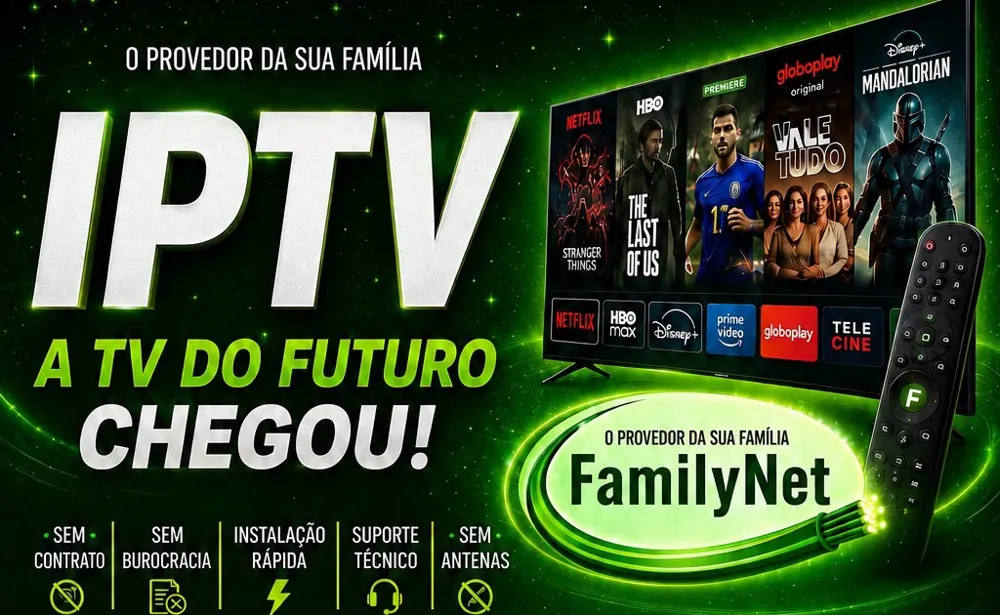 O PROVEDOR DA SUA FAMÍLIA
IPTV
A TV DO FUTURO
CHEGOU!
SEM
CONTRATO
SEM
BUROCRACIA
INSTALAÇÃO
RÁPIDA
SUPORTE
TÉCNICO
SEM
ANTENAS
NETFLIX
STRANGER
THINGS
HBO
THE
LAST
OF US
PREMIERE
globoplay
original
VALE
TUDO
Disney+
MANDALORIAN
NETFLIX
HBO
max
Disney+
prime
video
globoplay
TELE
CINE
F
O PROVEDOR DA SUA FAMÍLIA
FamilyNet